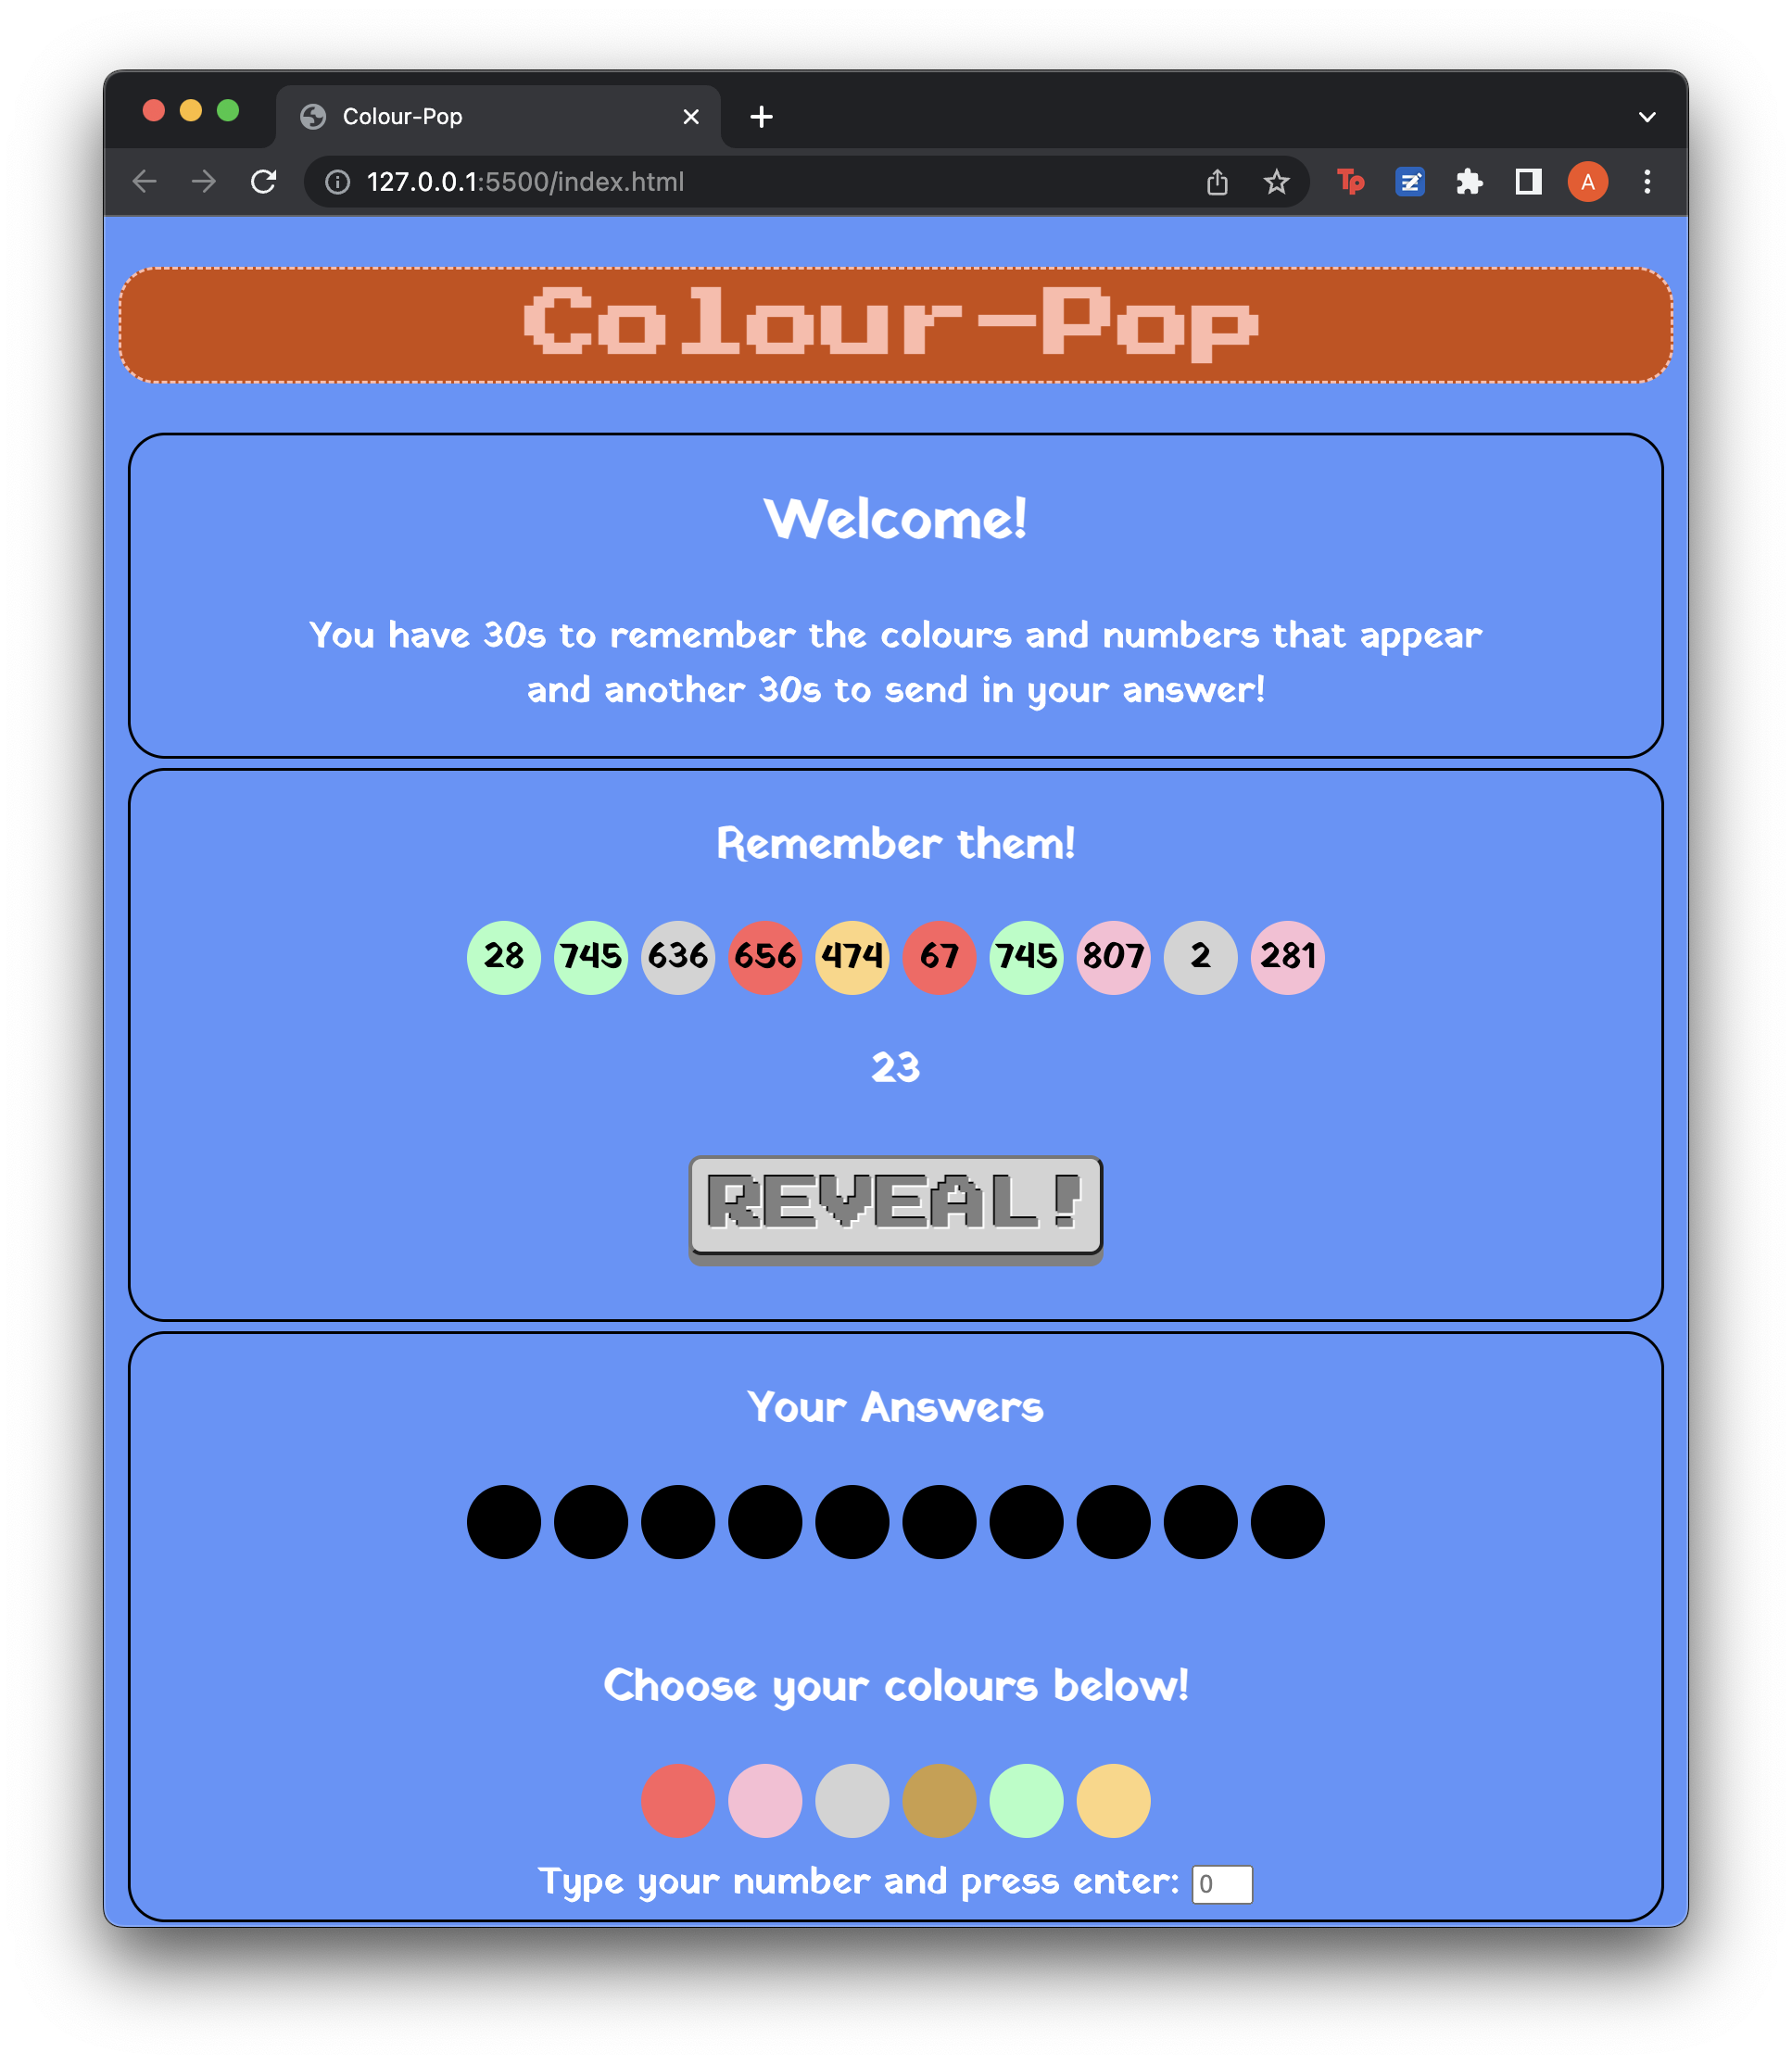 Colour-Pop
127.0.0.1:5500/index.html
Tp
A
Colour-Pop
Welcome!
You have 30s to remember the colours and numbers that appear
and another 30s to send in your answer!
Remember them!
28 745 636 656 474 67 745 807 2 281
23
REVEAL!
Your Answers
Choose your colours below!
Type your number and press enter: 0